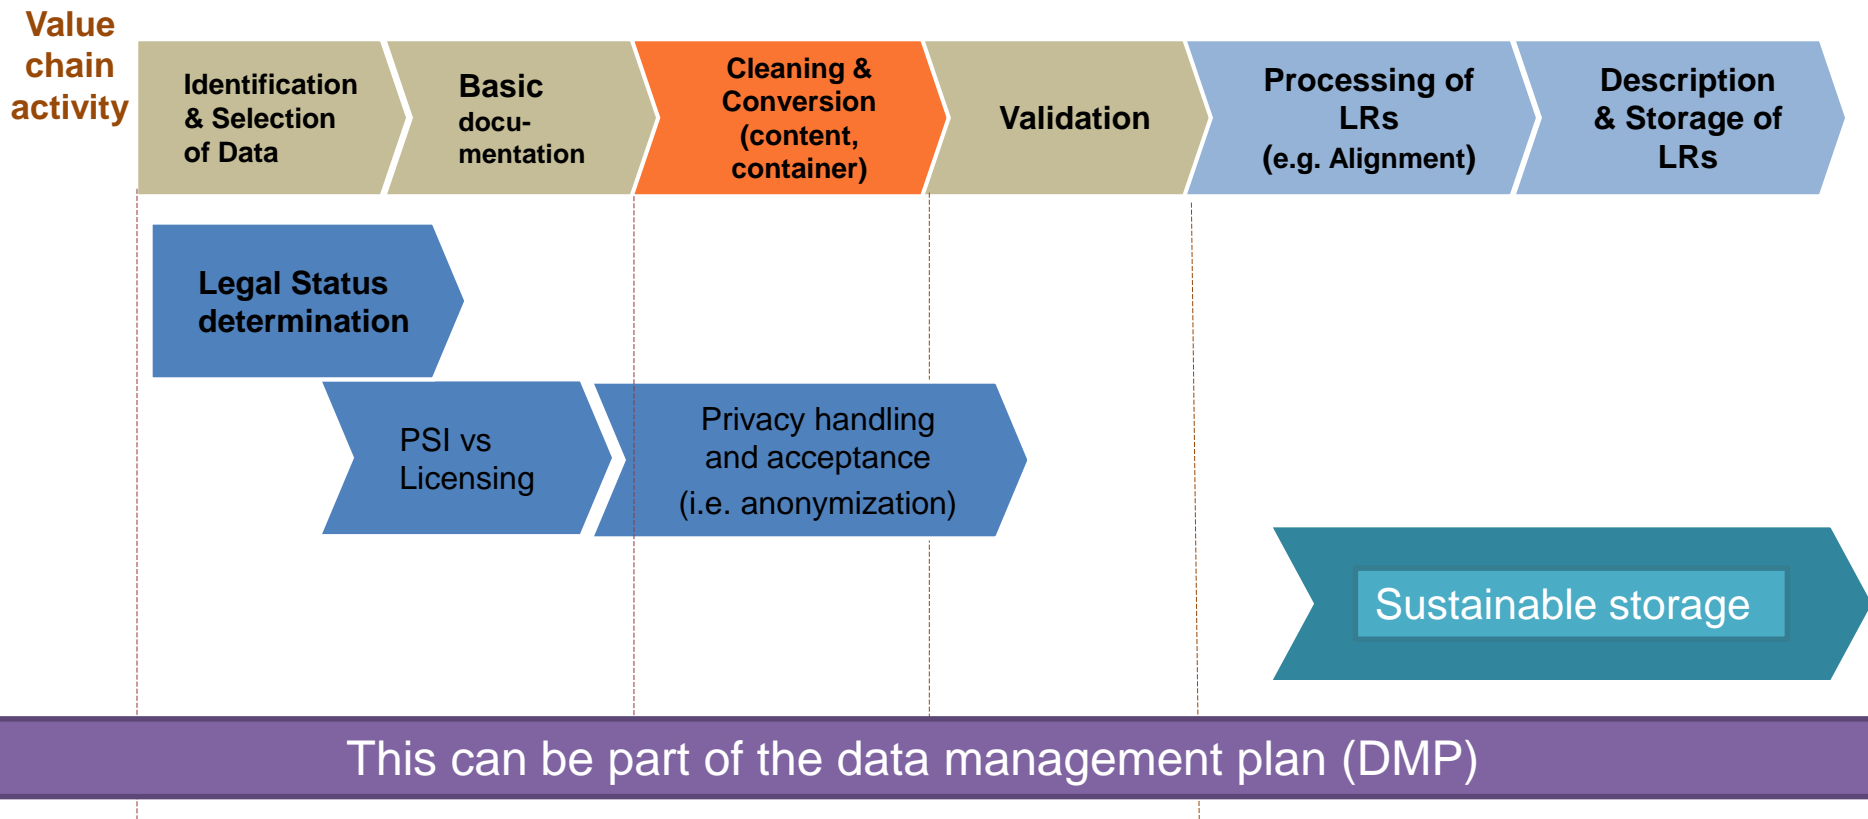 Value
chain
activity
Identification
& Selection
of Data
Basic
docu-
mentation
Cleaning &
Conversion
(content,
container)
Validation
Processing of
LRs
(e.g. Alignment)
Description
& Storage of
LRs
Legal Status
determination
PSI vs
Licensing
Privacy handling
and acceptance
(i.e. anonymization)
Sustainable storage
This can be part of the data management plan (DMP)